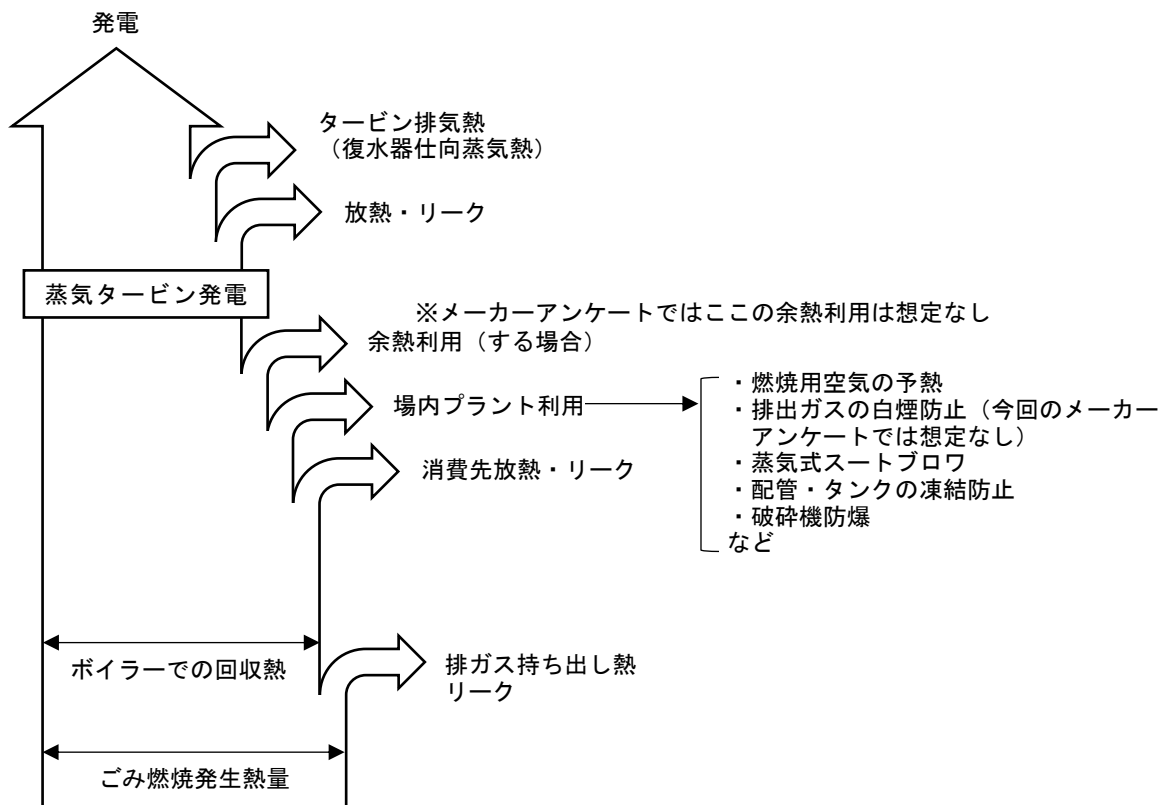 発電
タービン排気熱
（復水器仕向蒸気熱）
放熱・リーク
蒸気タービン発電
※メーカーアンケートではここの余熱利用は想定なし
余熱利用（する場合）
場内プラント利用
・燃焼用空気の予熱
・排出ガスの白煙防止（今回のメーカー
アンケートでは想定なし）
・蒸気式スートブロワ
・配管・タンクの凍結防止
・破砕機防爆
など
消費先放熱・リーク
ボイラーでの回収熱
排ガス持ち出し熱
リーク
ごみ燃焼発生熱量